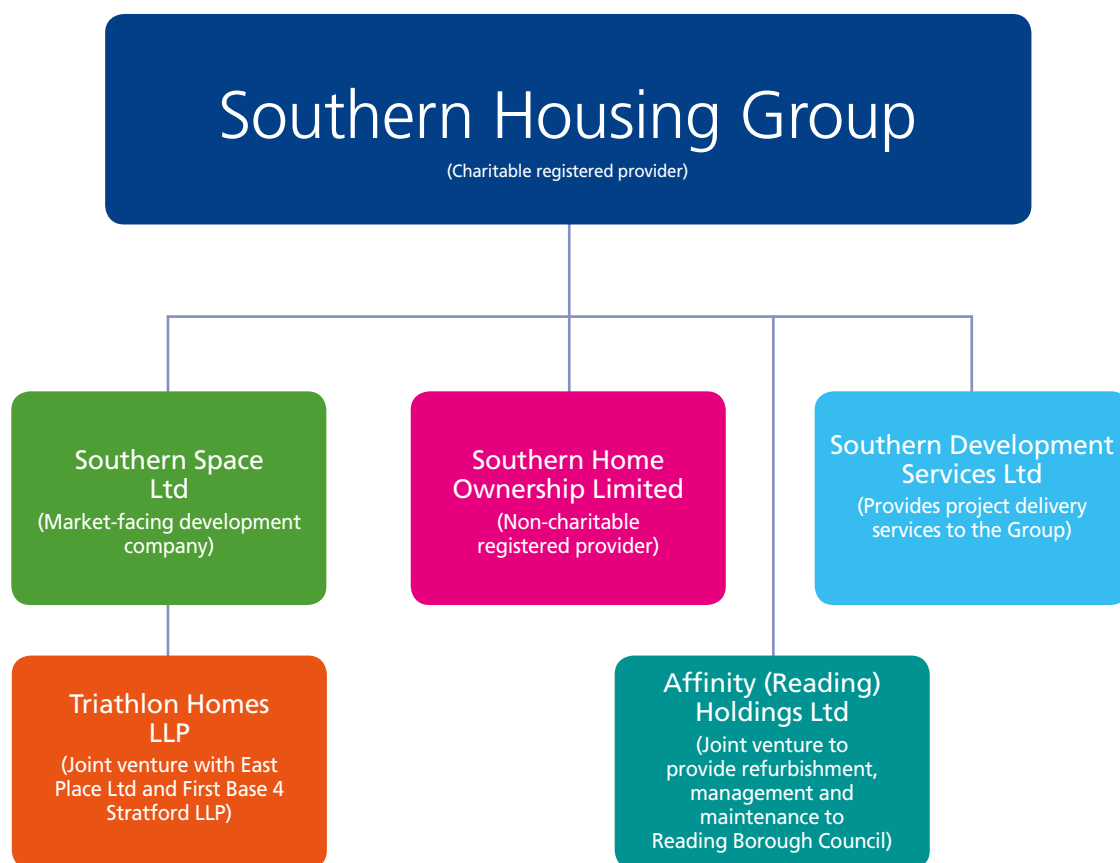 Southern Housing Group
(Charitable registered provider)
Southern Space
Ltd
(Market-facing development
company)
Southern Home
Ownership Limited
(Non-charitable
registered provider)
Southern Development
Services Ltd
(Provides project delivery
services to the Group)
Triathlon Homes
LLP
(Joint venture with East
Place Ltd and First Base 4
Stratford LLP)
Affinity (Reading)
Holdings Ltd
(Joint venture to
provide refurbishment,
management and
maintenance to
Reading Borough Council)